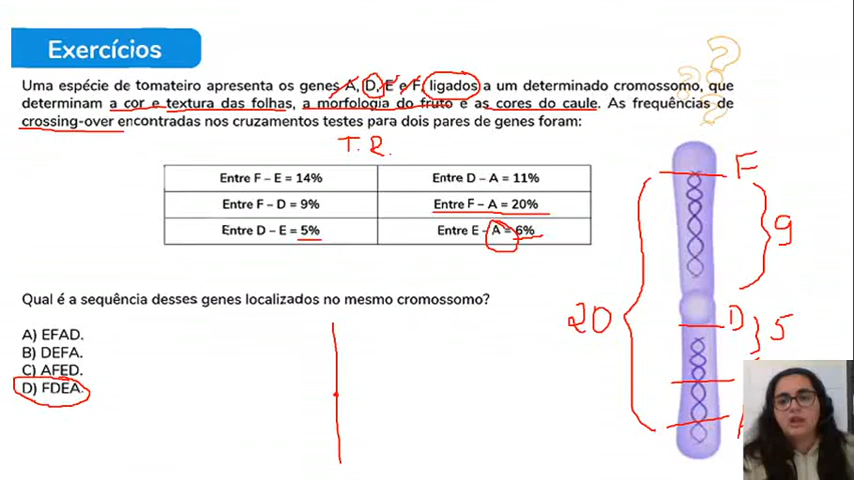 Exercícios
Uma espécie de tomateiro apresenta os genes A, D, E e F, ligados a um determinado cromossomo, que
determinam a cor e textura das folhas, a morfologia do fruto e as cores do caule. As frequências de
crossing-over encontradas nos cruzamentos testes para dois pares de genes foram:
T. R.
Entre F – E = 14% Entre D – A = 11%
Entre F – D = 9% Entre F – A = 20%
Entre D – E = 5% Entre E – A = 6%
Qual é a sequência desses genes localizados no mesmo cromossomo?
A) EFAD.
B) DEFA.
C) AFED.
D) FDEA.
F
9
20
D
5